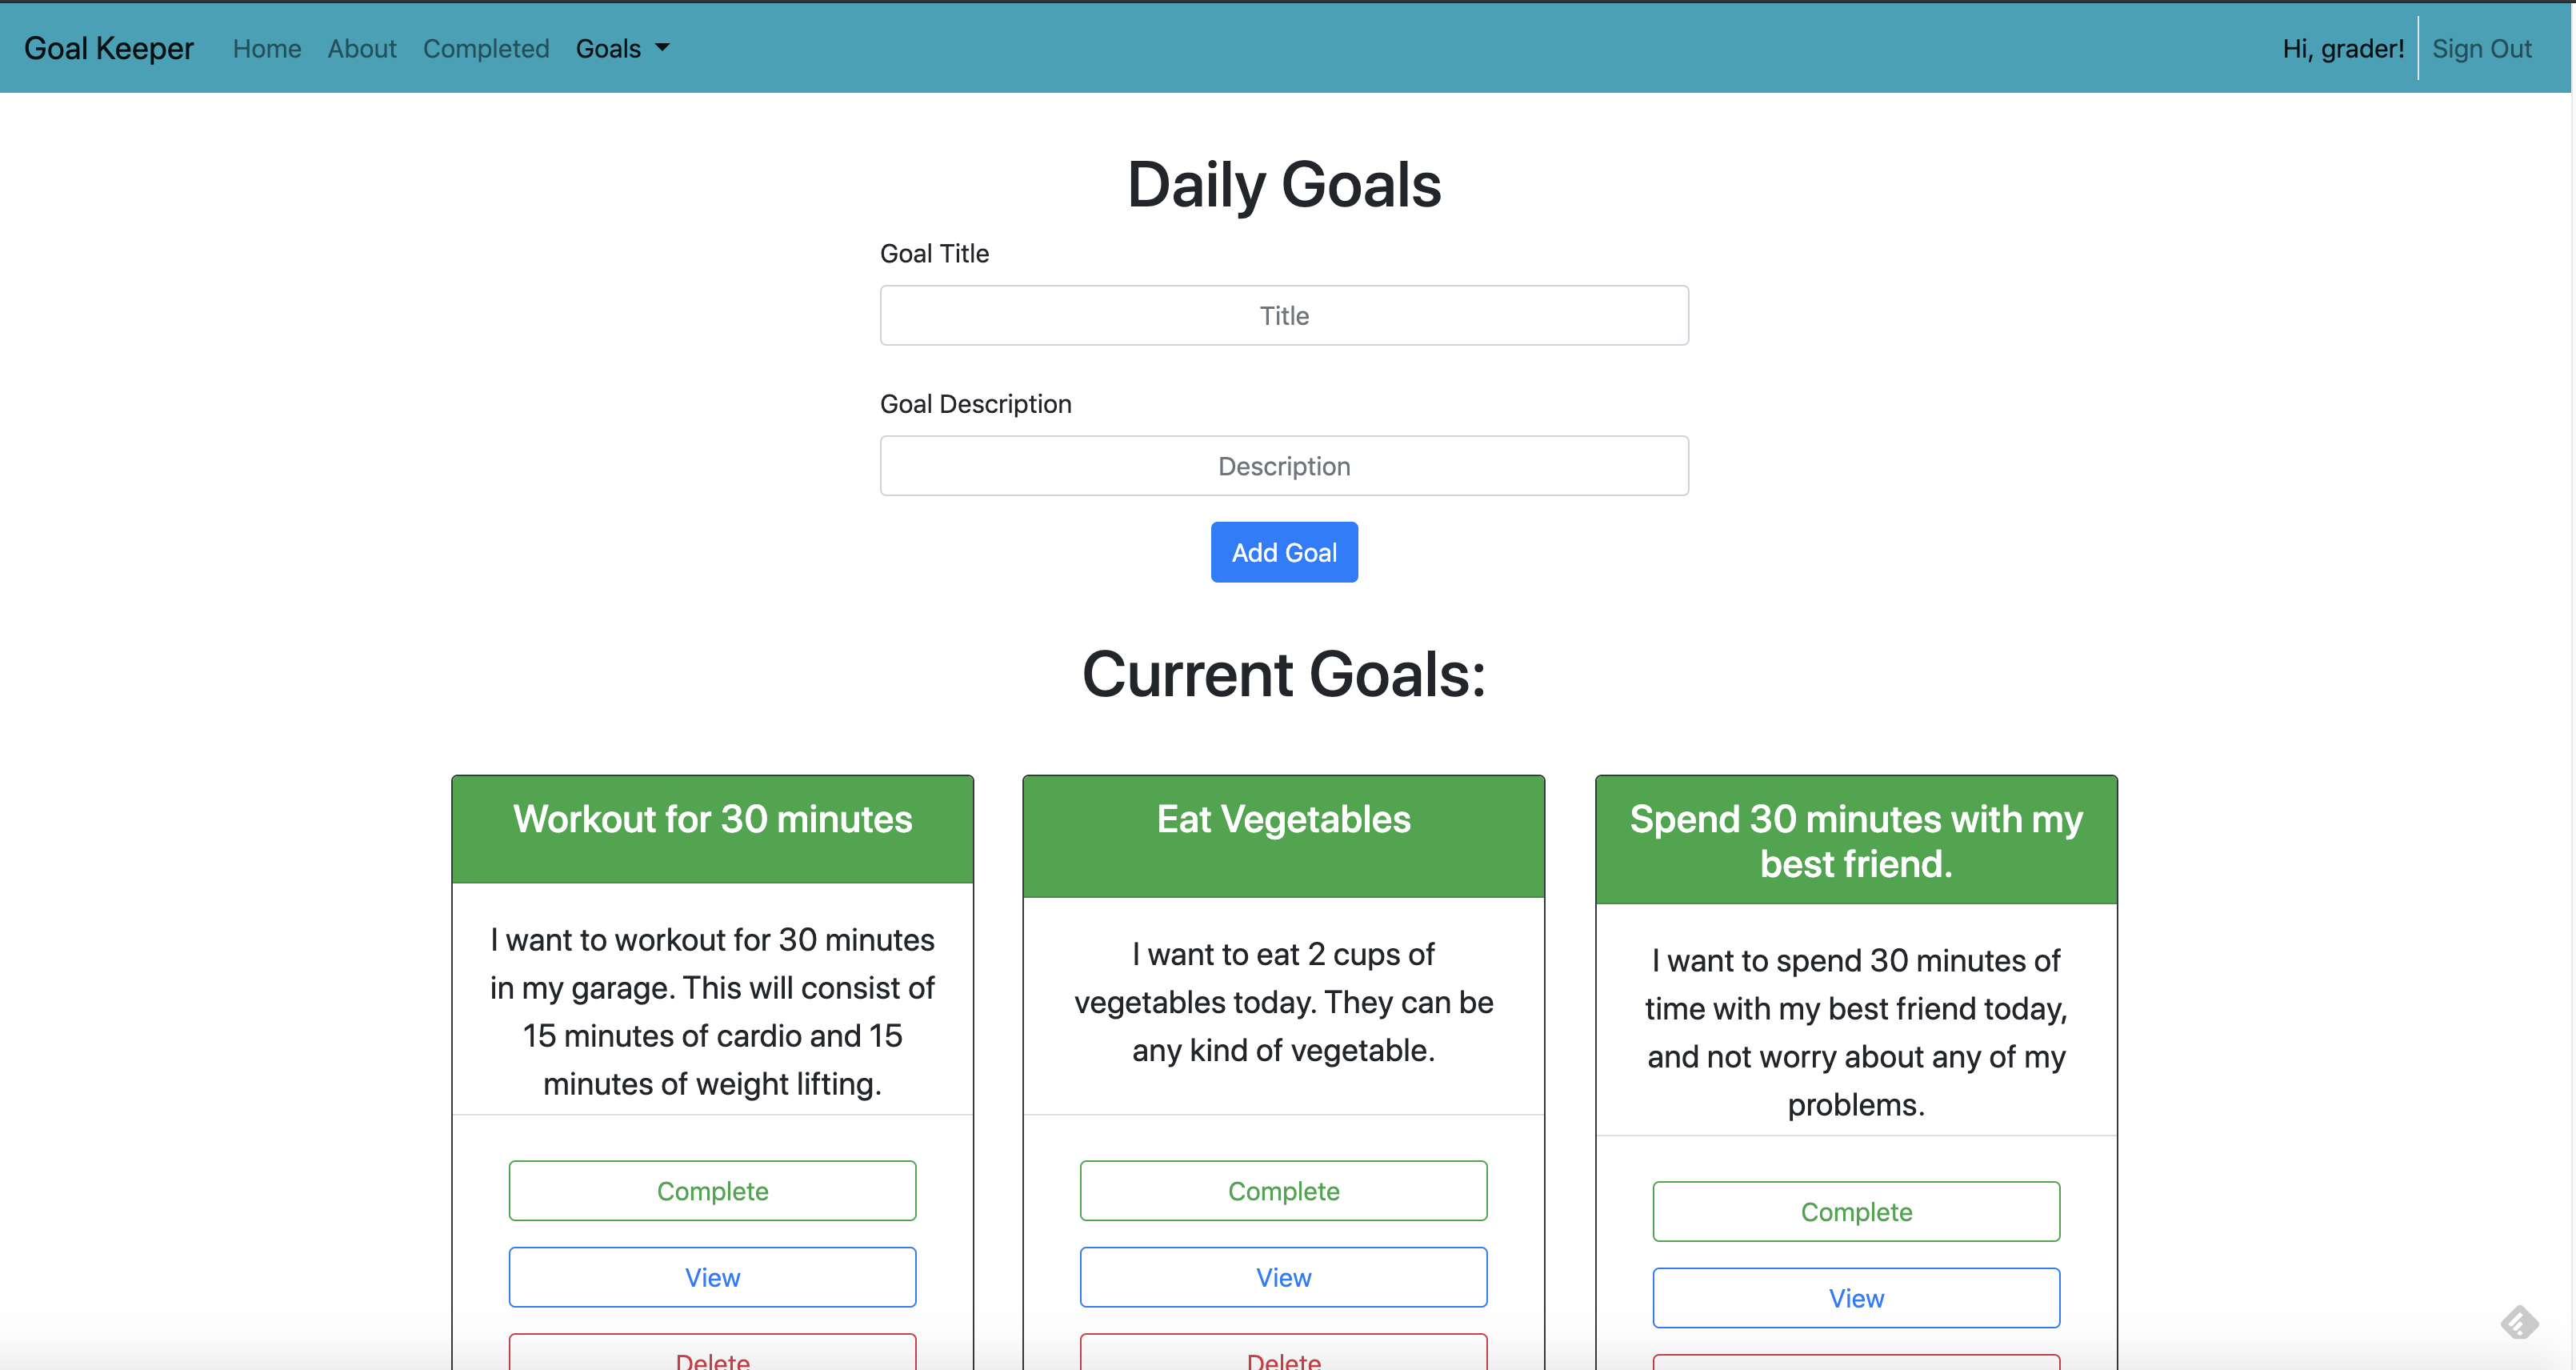 Goal Keeper Home About Completed Goals Hi, grader! Sign Out
Daily Goals
Goal Title
Title
Goal Description
Description
Add Goal
Current Goals:
Workout for 30 minutes
I want to workout for 30 minutes
in my garage. This will consist of
15 minutes of cardio and 15
minutes of weight lifting.
Complete
View
Delete
Eat Vegetables
I want to eat 2 cups of
vegetables today. They can be
any kind of vegetable.
Complete
View
Delete
Spend 30 minutes with my
best friend.
I want to spend 30 minutes of
time with my best friend today,
and not worry about any of my
problems.
Complete
View